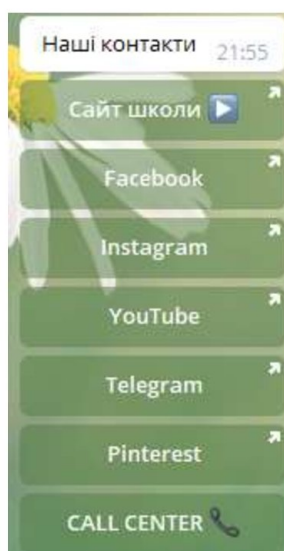 Наші контакти 21:55
Сайт школи ▶️
Facebook
Instagram
YouTube
Telegram
Pinterest
CALL CENTER 📞